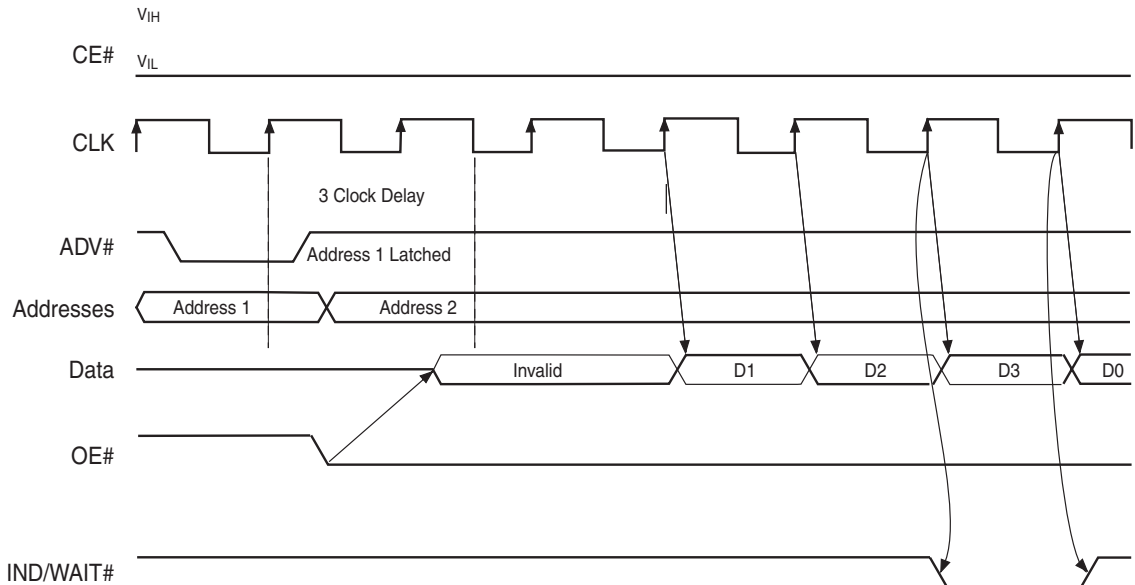 VIH
CE#
VIL
CLK
3 Clock Delay
ADV#
Address 1 Latched
Addresses
Address 1
Address 2
Data
Invalid
D1
D2
D3
D0
OE#
IND/WAIT#